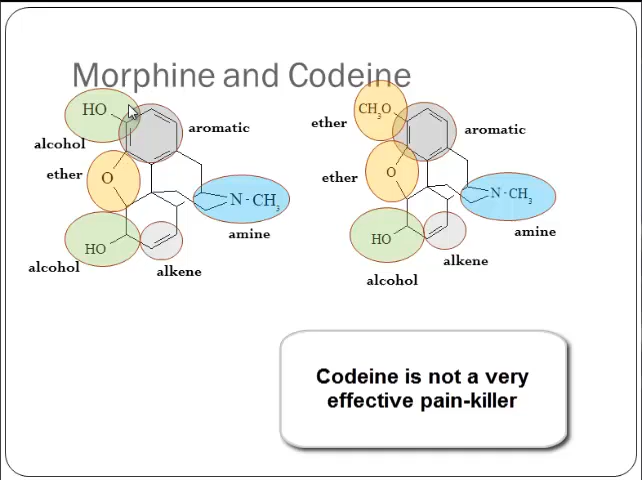 Morphine and Codeine
HO
alcohol
aromatic
ether
O
N - CH3
amine
HO
alcohol
alkene
CH3O
ether
aromatic
ether
O
N - CH3
amine
HO
alcohol
alkene
Codeine is not a very
effective pain-killer